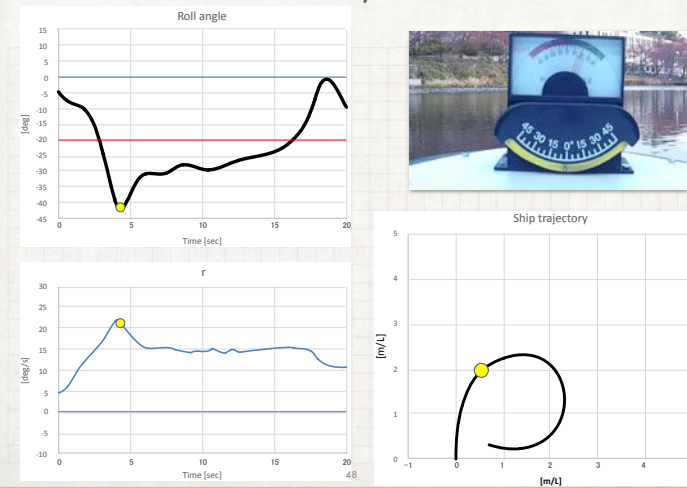 Roll angle
15
10
5
0
-5
-10
-15
-20
-25
-30
-35
-40
-45
[deg]
0 5 10 15 20
Time [sec]
45 30 15 0° 15 30 45
r
30
25
20
15
10
5
0
-5
-10
[deg/s]
0 5 10 15 20
Time [sec]
48
Ship trajectory
5
4
3
2
1
0
[m/L]
-1 0 1 2 3 4
[m/L]